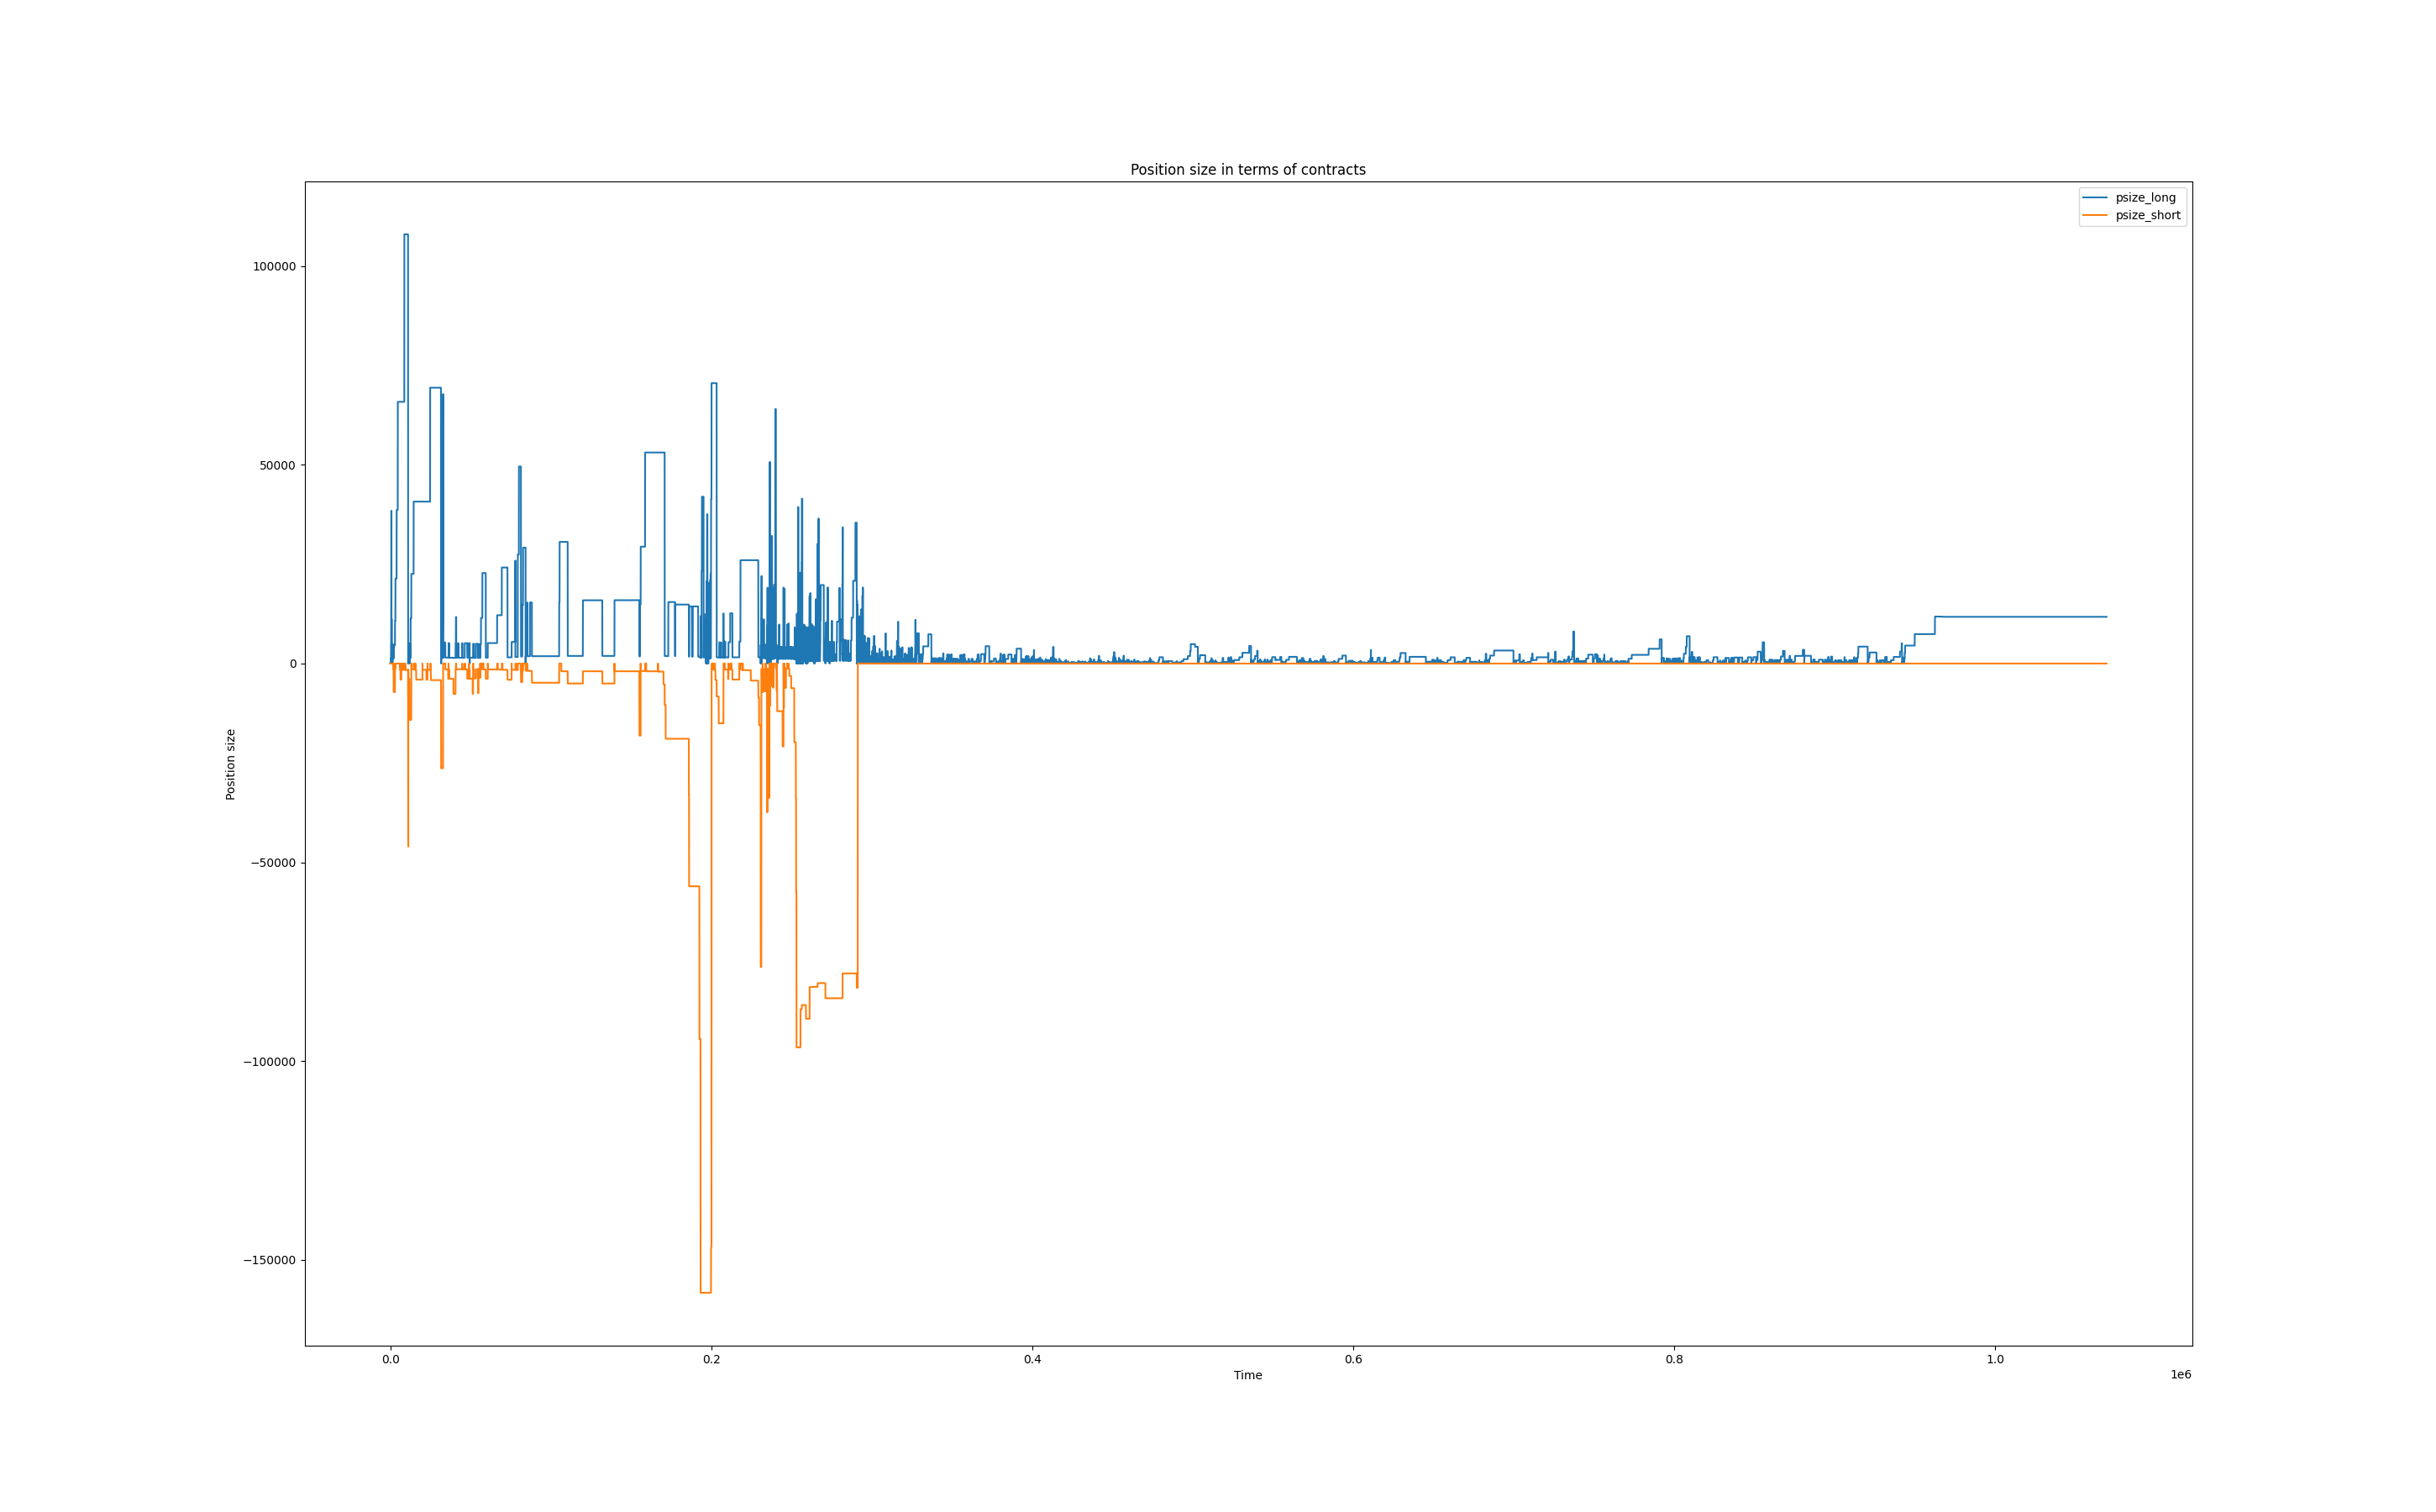 Position size in terms of contracts
psize_long
psize_short
100000
50000
0
−50000
−100000
−150000
Position size
0.0 0.2 0.4 0.6 0.8 1.0
Time
1e6